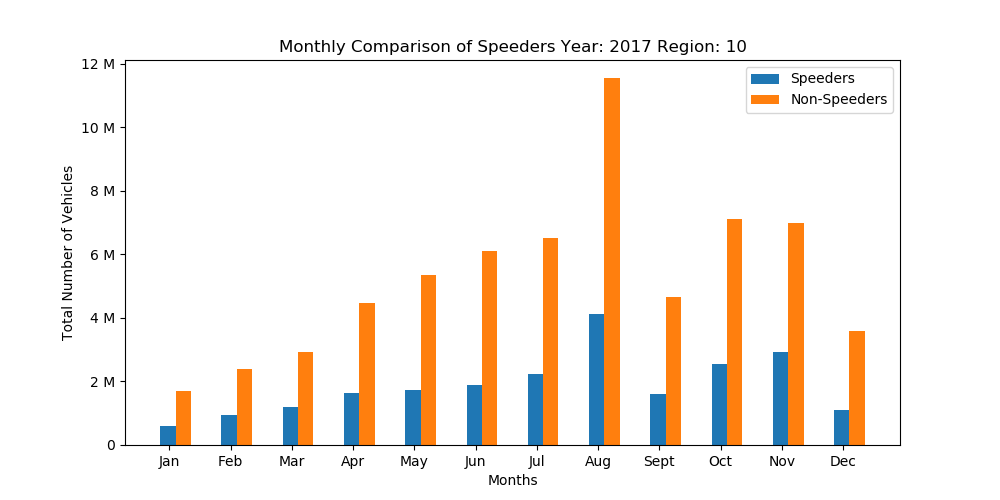 Monthly Comparison of Speeders Year: 2017 Region: 10
Speeders
Non-Speeders
Total Number of Vehicles
12 M
10 M
8 M
6 M
4 M
2 M
0
Jan Feb Mar Apr May Jun Jul Aug Sept Oct Nov Dec
Months